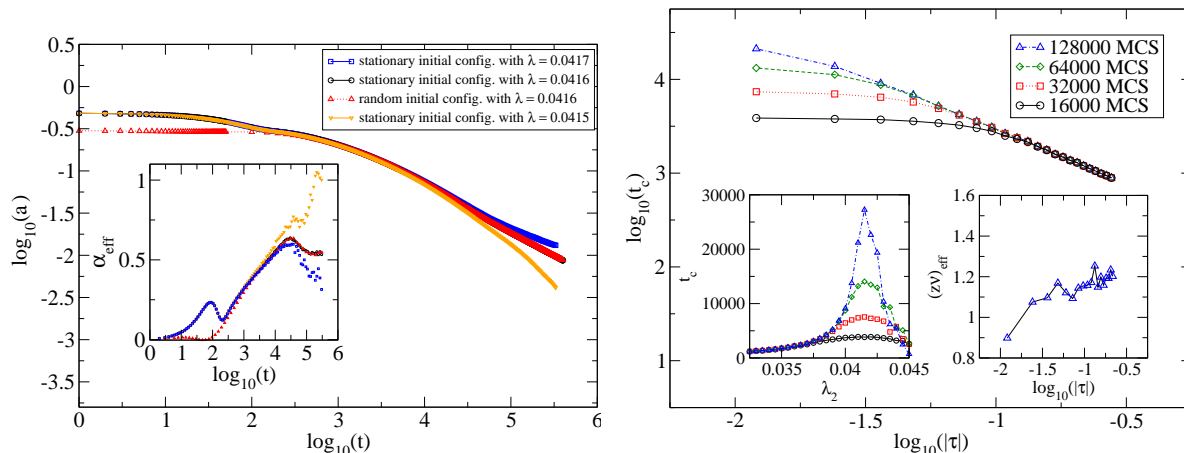 0.5
0
-0.5
-1
-1.5
-2
-2.5
-3
-3.5
log10(a)
0
1
2
3
4
5
6
log10(t)
stationary initial config. with λ = 0.0417
stationary initial config. with λ = 0.0416
random initial config. with λ = 0.0416
stationary initial config. with λ = 0.0415
1
0.5
0
αeff
0 1 2 3 4 5 6
log10(t)
5
4
3
2
1
log10(tc)
-2
-1.5
-1
-0.5
log10(|τ|)
128000 MCS
64000 MCS
32000 MCS
16000 MCS
30000
20000
10000
0
tc
0.035 0.04 0.045
λ2
1.6
1.4
1.2
1
0.8
(zν)eff
-2 -1.5 -1 -0.5
log10(|τ|)